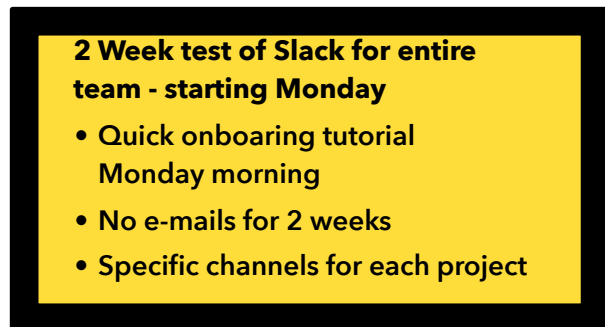 2 Week test of Slack for entire
team - starting Monday
• Quick onboaring tutorial
Monday morning
• No e-mails for 2 weeks
• Specific channels for each project